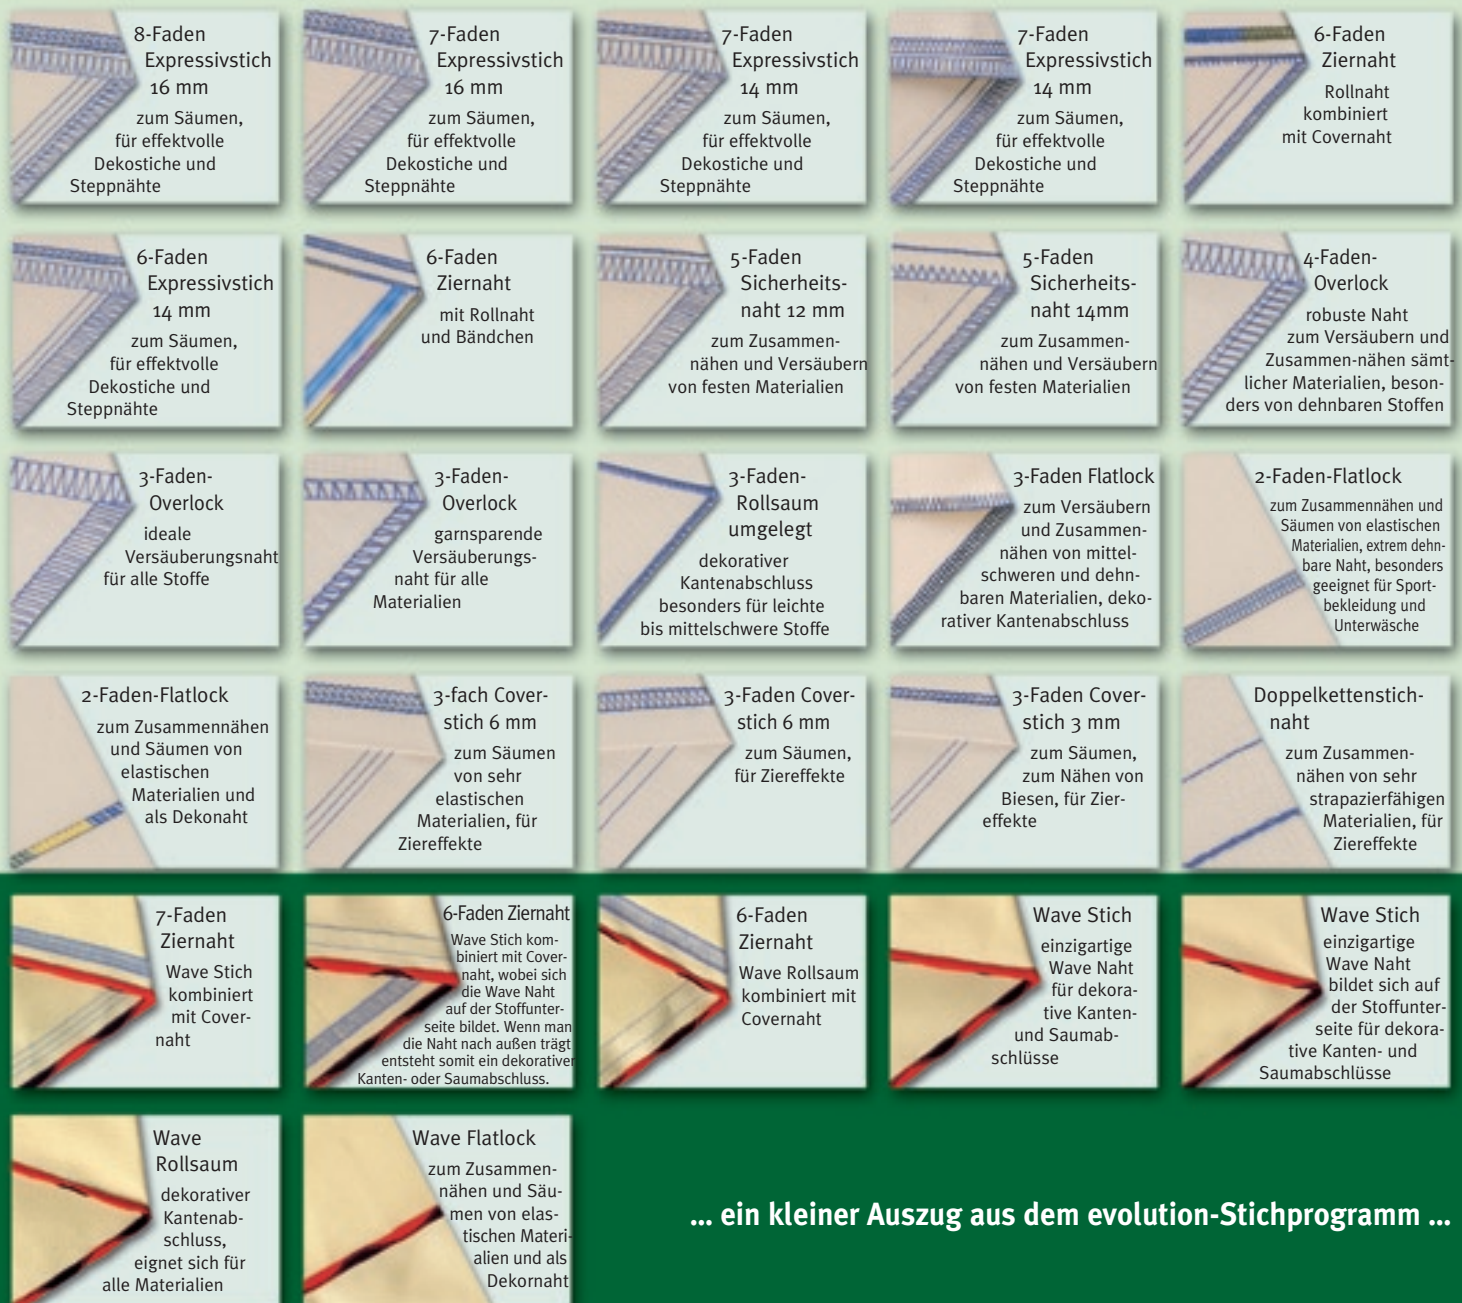 8-Faden
Expressivstich
16 mm
zum Säumen,
für effektvolle
Dekostiche und
Steppnähte
7-Faden
Expressivstich
16 mm
zum Säumen,
für effektvolle
Dekostiche und
Steppnähte
7-Faden
Expressivstich
14 mm
zum Säumen,
für effektvolle
Dekostiche und
Steppnähte
7-Faden
Expressivstich
14 mm
zum Säumen,
für effektvolle
Dekostiche und
Steppnähte
6-Faden
Ziernaht
Rollnaht
kombiniert
mit Covernaht
6-Faden
Expressivstich
14 mm
zum Säumen,
für effektvolle
Dekostiche und
Steppnähte
6-Faden
Ziernaht
mit Rollnaht
und Bändchen
5-Faden
Sicherheits-
naht 12 mm
zum Zusammen-
nähen und Versäubern
von festen Materialien
5-Faden
Sicherheits-
naht 14mm
zum Zusammen-
nähen und Versäubern
von festen Materialien
4-Faden-
Overlock
robuste Naht
zum Versäubern und
Zusammen-nähen sämt-
licher Materialien, beson-
ders von dehnbaren Stoffen
3-Faden-
Overlock
ideale
Versäuberungsnaht
für alle Stoffe
3-Faden-
Overlock
garnsparende
Versäuberungs-
naht für alle
Materialien
3-Faden-
Rollsaum
umgelegt
dekorativer
Kantenabschluss
besonders für leichte
bis mittelschwere Stoffe
3-Faden Flatlock
zum Versäubern
und Zusammen-
nähen von mittel-
schweren und dehn-
baren Materialien, deko-
rativer Kantenabschluss
2-Faden-Flatlock
zum Zusammennähen und
Säumen von elastischen
Materialien, extrem dehn-
bare Naht, besonders
geeignet für Sport-
bekleidung und
Unterwäsche
2-Faden-Flatlock
zum Zusammennähen
und Säumen von
elastischen
Materialien und
als Dekonaht
3-fach Cover-
stich 6 mm
zum Säumen
von sehr
elastischen
Materialien, für
Ziereffekte
3-Faden Cover-
stich 6 mm
zum Säumen,
für Ziereffekte
3-Faden Cover-
stich 3 mm
zum Säumen,
zum Nähen von
Biesen, für Zier-
effekte
Doppelkettenstich-
naht
zum Zusammen-
nähen von sehr
strapazierfähigen
Materialien, für
Ziereffekte
7-Faden
Ziernaht
Wave Stich
kombiniert
mit Cover-
naht
6-Faden Ziernaht
Wave Stich kom-
biniert mit Cover-
naht, wobei sich
die Wave Naht
auf der Stoffunter-
seite bildet. Wenn man
die Naht nach außen trägt
entsteht somit ein dekorativer
Kanten- oder Saumabschluss.
6-Faden
Ziernaht
Wave Rollsaum
kombiniert mit
Covernaht
Wave Stich
einzigartige
Wave Naht
für dekora-
tive Kanten-
und Saumab-
schlüsse
Wave Stich
einzigartige
Wave Naht
bildet sich auf
der Stoffunter-
seite für dekora-
tive Kanten- und
Saumabschlüsse
Wave
Rollsaum
dekorativer
Kantenab-
schluss,
eignet sich für
alle Materialien
Wave Flatlock
zum Zusammen-
nähen und Säu-
men von elas-
tischen Materi-
alien und als
Dekornaht
... ein kleiner Auszug aus dem evolution-Stichprogramm ...